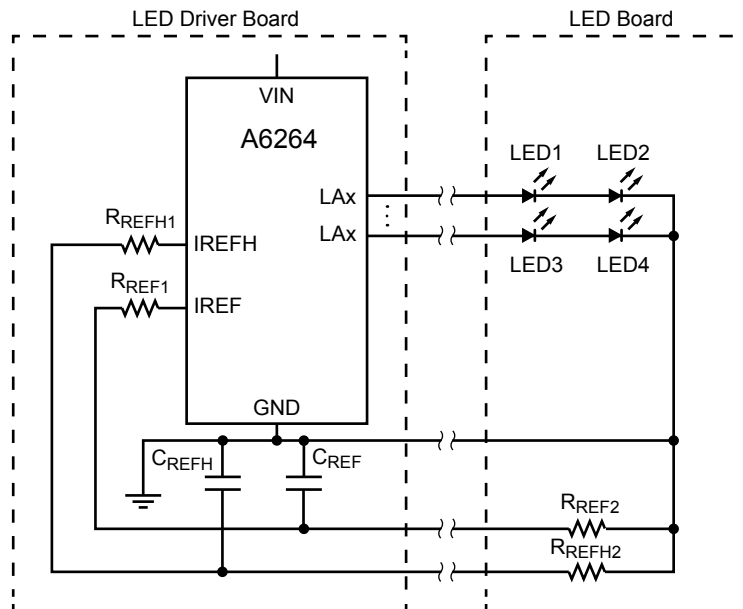 LED Driver Board
LED Board
VIN
A6264
LED1
LED2
LAx
LAx
RREFH1
IREFH
LED3
LED4
RREF1
IREF
GND
CREFH
CREF
RREF2
RREFH2